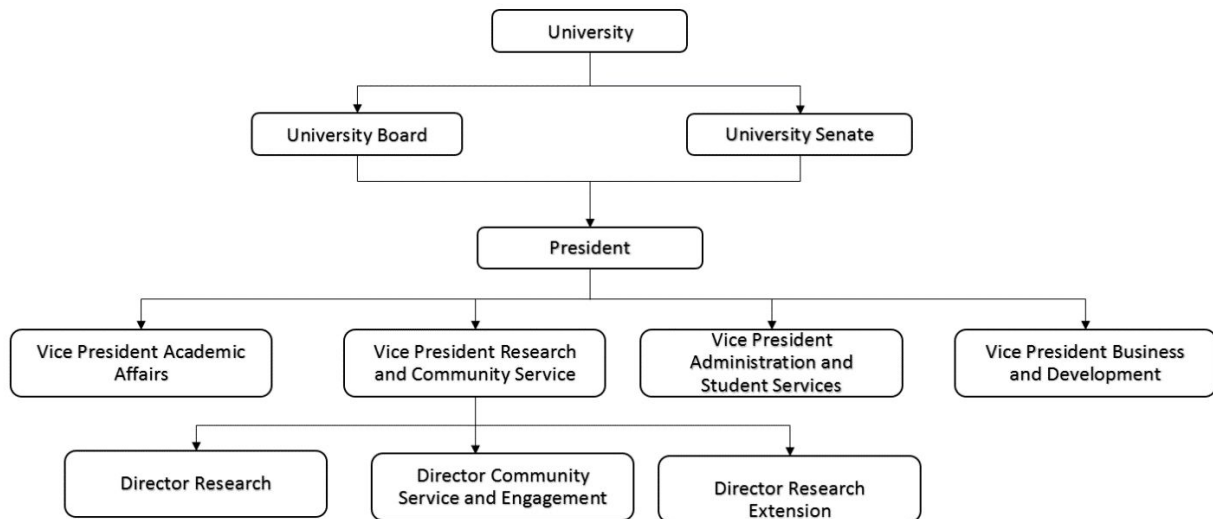 University
University Board
University Senate
President
Vice President Academic
Affairs
Vice President Research
and Community Service
Vice President
Administration and
Student Services
Vice President Business
and Development
Director Research
Director Community
Service and Engagement
Director Research
Extension